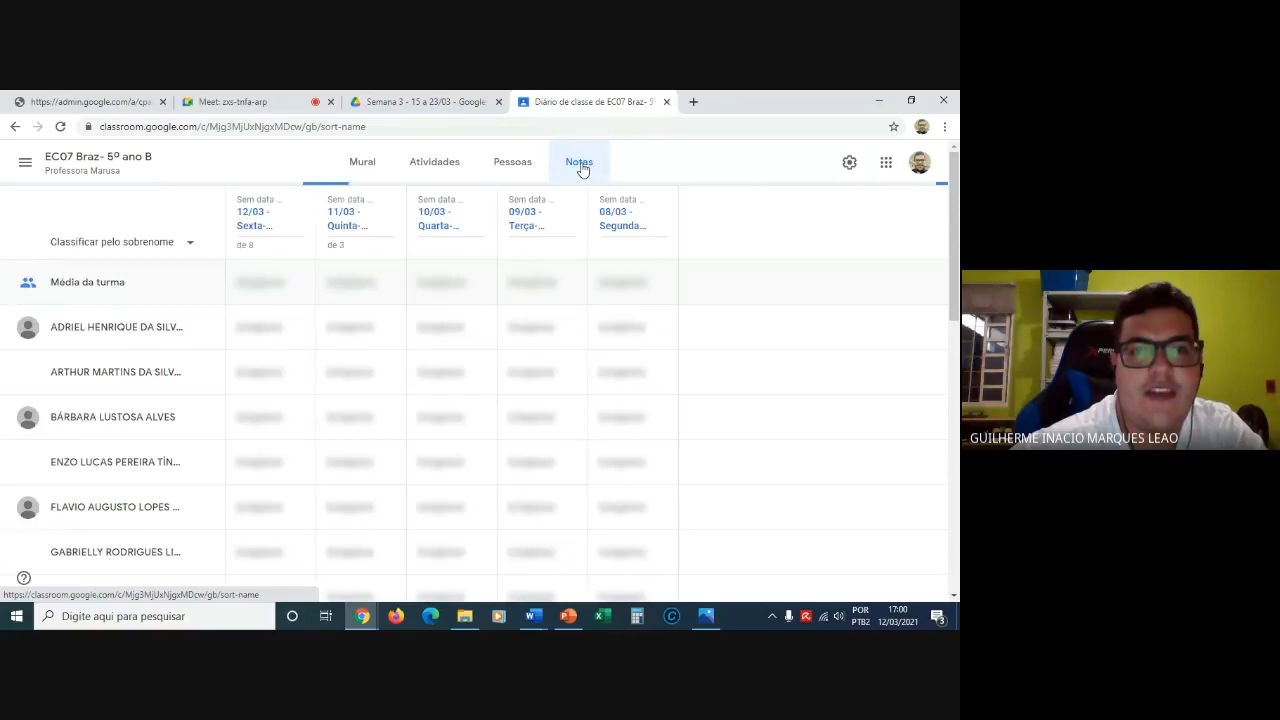 https://admin.google.com/a/cpa
Meet: zxs-tnfa-arp
Semana 3 - 15 a 23/03 - Google
Diário de classe de EC07 Braz- 5º
classroom.google.com/c/Mjg3MjUxNjgxMDcw/gb/sort-name
EC07 Braz- 5º ano B
Professora Marusa
Mural
Atividades
Pessoas
Notas
Sem data ...
12/03 -
Sexta-...
de 8
Sem data ...
11/03 -
Quinta-...
de 3
Sem data ...
10/03 -
Quarta-...
Sem data ...
09/03 -
Terça-...
Sem data ...
08/03 -
Segunda...
Classificar pelo sobrenome
Média da turma
ADRIEL HENRIQUE DA SILV...
ARTHUR MARTINS DA SILV...
BÁRBARA LUSTOSA ALVES
ENZO LUCAS PEREIRA TÍN...
FLAVIO AUGUSTO LOPES ...
GABRIELLY RODRIGUES LI...
https://classroom.google.com/c/Mjg3MjUxNjgxMDcw/gb/sort-name
Digite aqui para pesquisar
POR
PTB2
17:00
12/03/2021
3
GUILHERME INACIO MARQUES LEAO